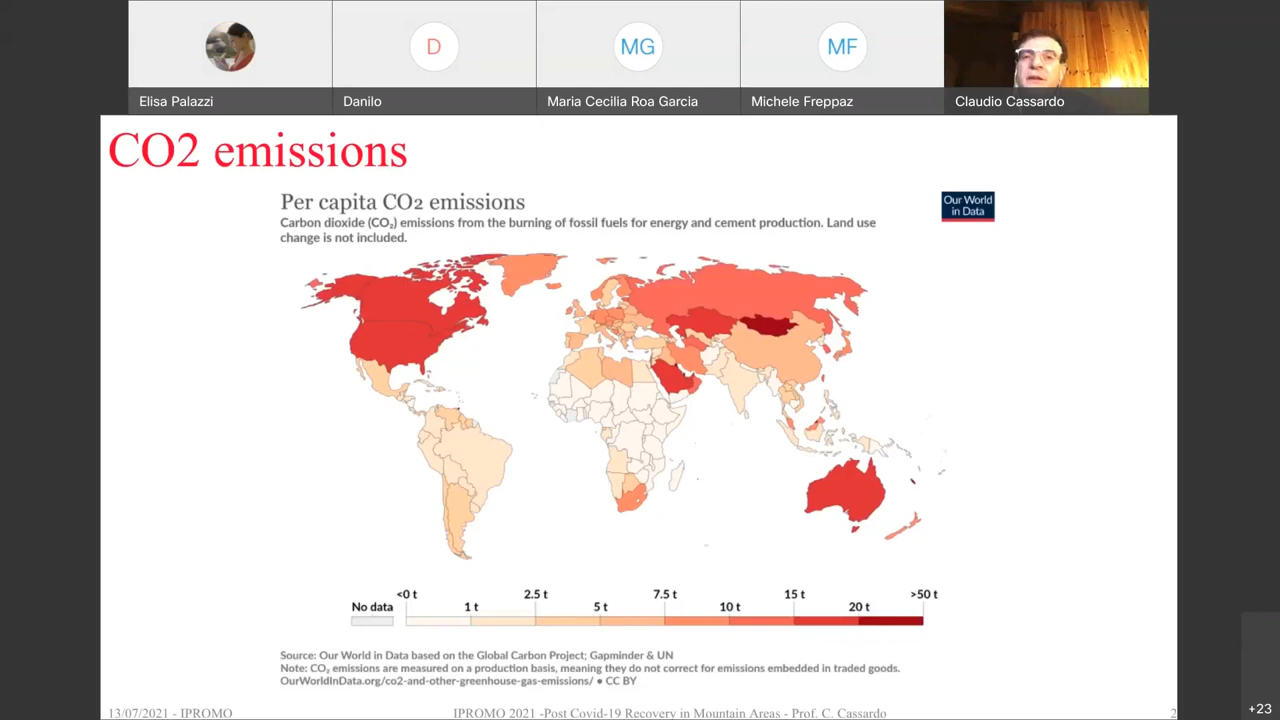 D
MG
MF
Elisa Palazzi
Danilo
Maria Cecilia Roa Garcia
Michele Freppaz
Claudio Cassardo
CO2 emissions
Per capita CO2 emissions
Carbon dioxide (CO₂) emissions from the burning of fossil fuels for energy and cement production. Land use
change is not included.
Our World
in Data
<0 t
2.5 t
7.5 t
15 t
>50 t
No data
1 t
5 t
10 t
20 t
Source: Our World in Data based on the Global Carbon Project; Gapminder & UN
Note: CO₂ emissions are measured on a production basis, meaning they do not correct for emissions embedded in traded goods.
OurWorldInData.org/co2-and-other-greenhouse-gas-emissions/ • CC BY
13/07/2021 - IPROMO
IPROMO 2021 -Post Covid-19 Recovery in Mountain Areas - Prof. C. Cassardo
2
+23